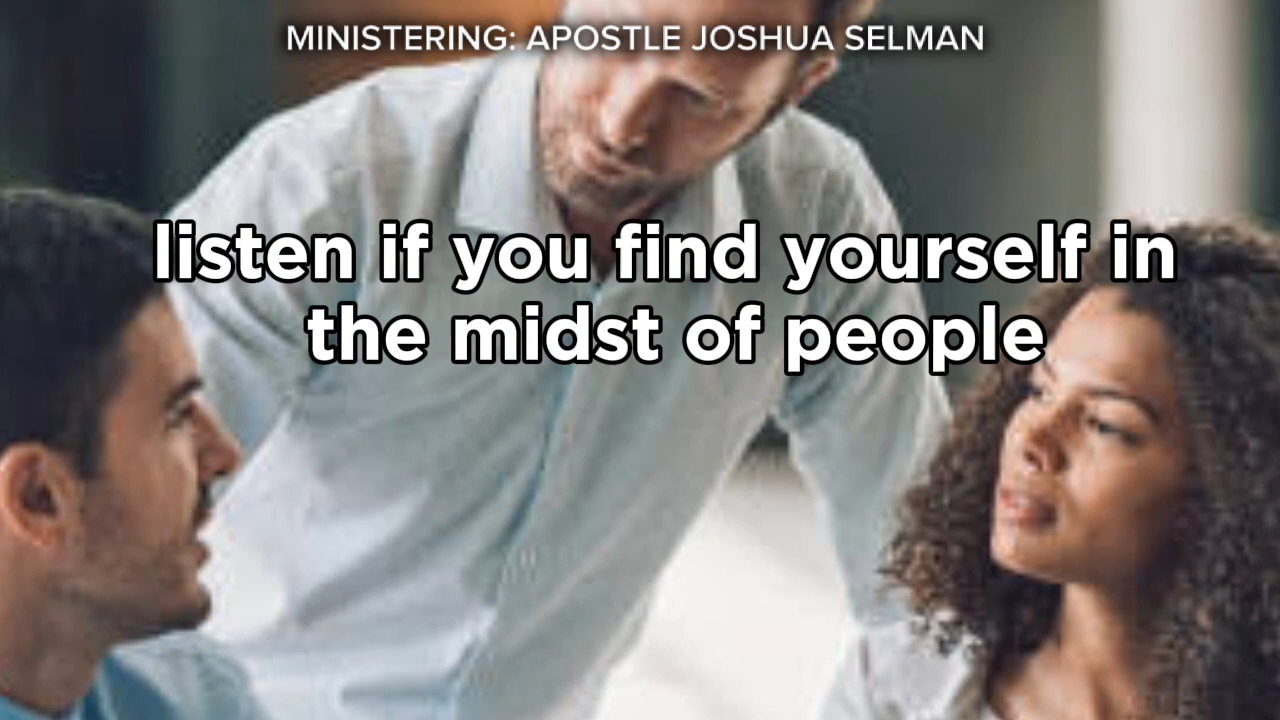 MINISTERING: APOSTLE JOSHUA SELMAN
listen if you find yourself in
the midst of people